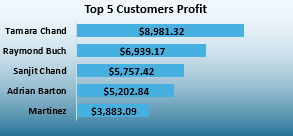 Top 5 Customers Profit
Tamara Chand $8,981.32
Raymond Buch $6,939.17
Sanjit Chand $5,757.42
Adrian Barton $5,202.84
Martinez $3,883.09